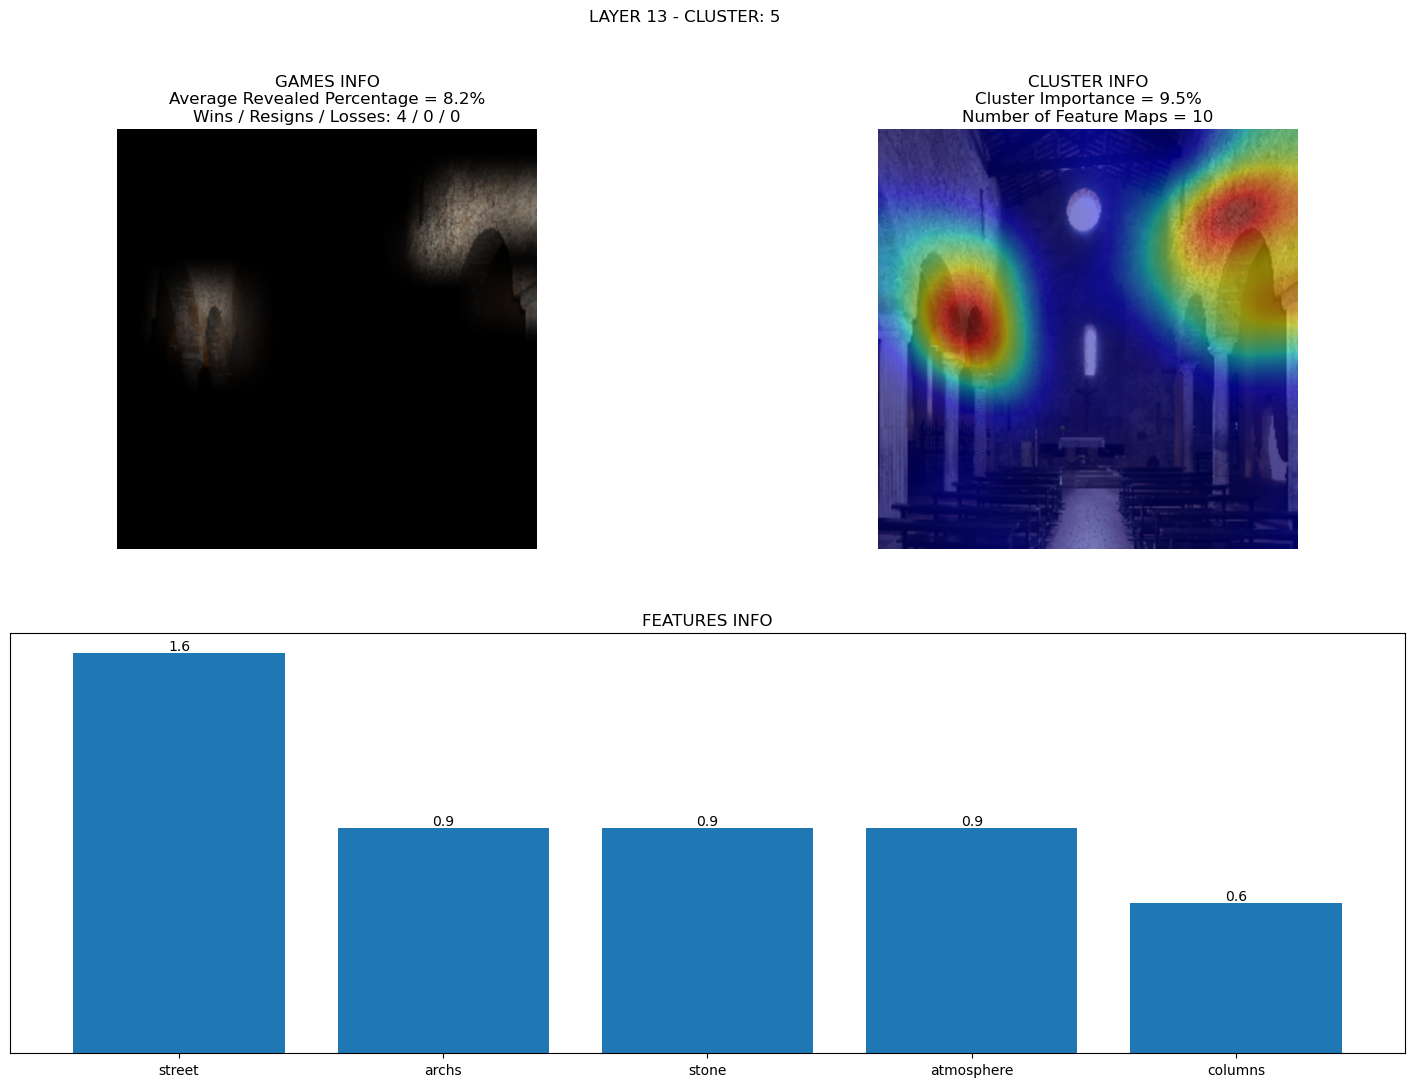 LAYER 13 - CLUSTER: 5
GAMES INFO
Average Revealed Percentage = 8.2%
Wins / Resigns / Losses: 4 / 0 / 0
CLUSTER INFO
Cluster Importance = 9.5%
Number of Feature Maps = 10
FEATURES INFO
1.6
0.9
0.9
0.9
0.6
street
archs
stone
atmosphere
columns